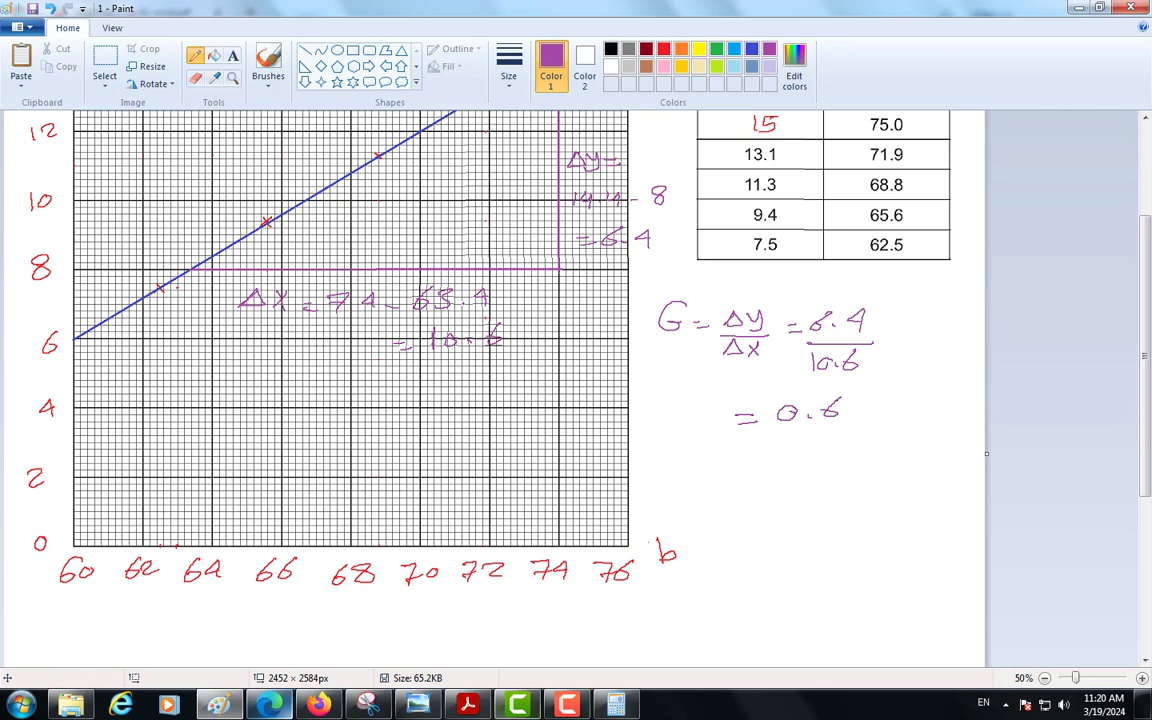 1 - Paint
Home View
Paste Cut Copy
Clipboard
Select Crop Resize Rotate
Image
Tools
Brushes
Outline Fill
Shapes
Size
Color 1 Color 2
Edit colors
Colors
12
10
8
6
4
2
0
60 62 64 66 68 70 72 74 76 b
Δy=
14.4 - 8
= 6.4
Δx = 74 - 63.4
= 10.6
15 75.0
13.1 71.9
11.3 68.8
9.4 65.6
7.5 62.5
G = Δy/Δx = 6.4/10.6
= 0.6
2452 × 2584px Size: 65.2KB 50%
EN 11:20 AM
3/19/2024